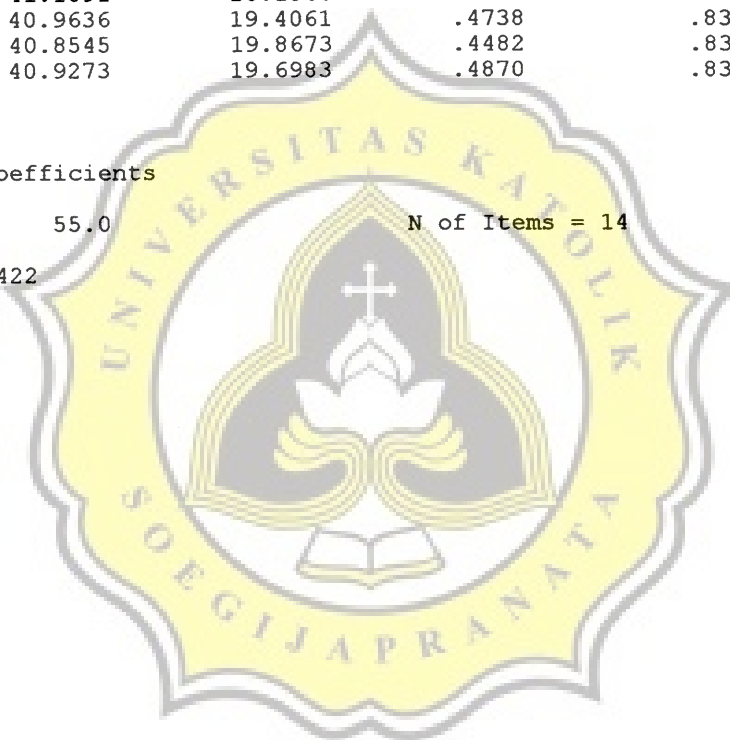 40.9636 19.4061 .4738 .83
40.8545 19.8673 .4482 .83
40.9273 19.6983 .4870 .83
oefficients
55.0 N of Items = 14
422
UNIVERSITAS KATOLIK
SOEGIJAPRANATA